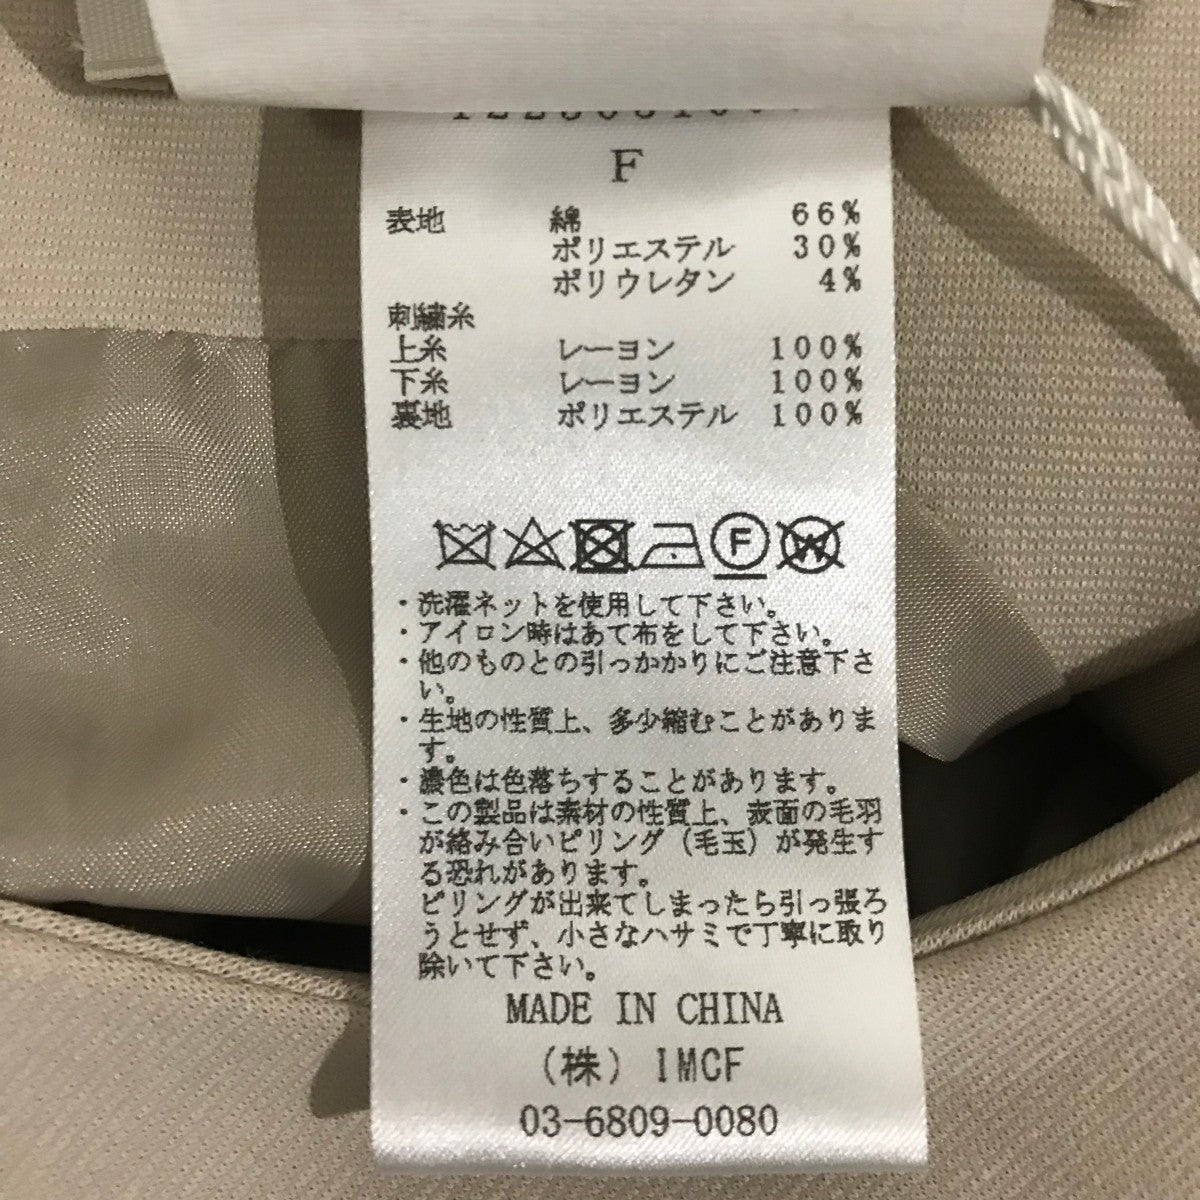 F
表地 綿 66%
ポリエステル 30%
ポリウレタン 4%
刺繍糸
上糸 レーヨン 100%
下糸 レーヨン 100%
裏地 ポリエステル 100%
F W
・洗濯ネットを使用して下さい。
・アイロン時はあて布をして下さい。
・他のものとの引っかかりにご注意下さ
い。
・生地の性質上、多少縮むことがありま
す。
・濃色は色落ちすることがあります。
・この製品は素材の性質上、表面の毛羽
が絡み合いピリング（毛玉）が発生す
る恐れがあります。
ピリングが出来てしまったら引っ張ろ
うとせず、小さなハサミで丁寧に取り
除いて下さい。
MADE IN CHINA
（株）IMCF
03-6809-0080